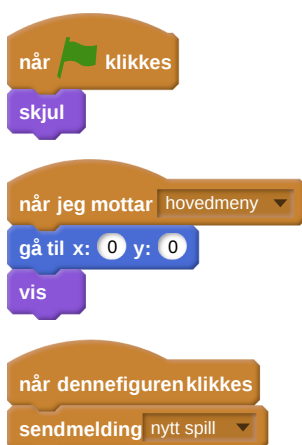 når klikkes
skjul
når jeg mottar hovedmeny
gå til x: 0 y: 0
vis
når denne figuren klikkes
send melding nytt spill